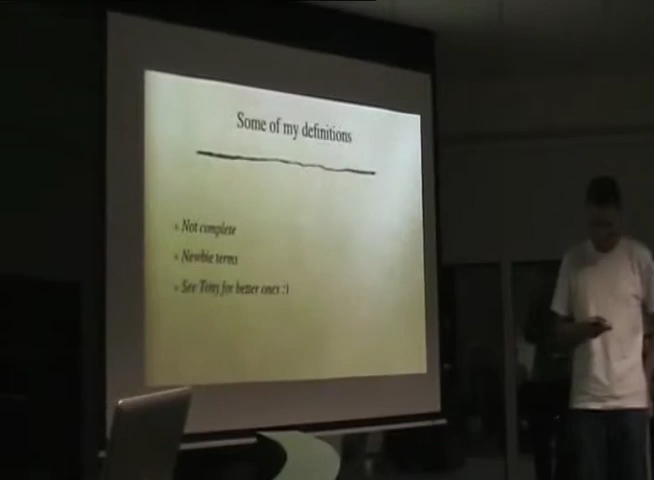 Some of my definitions
Not complete
Newbie terms
See Tony for better ones :)